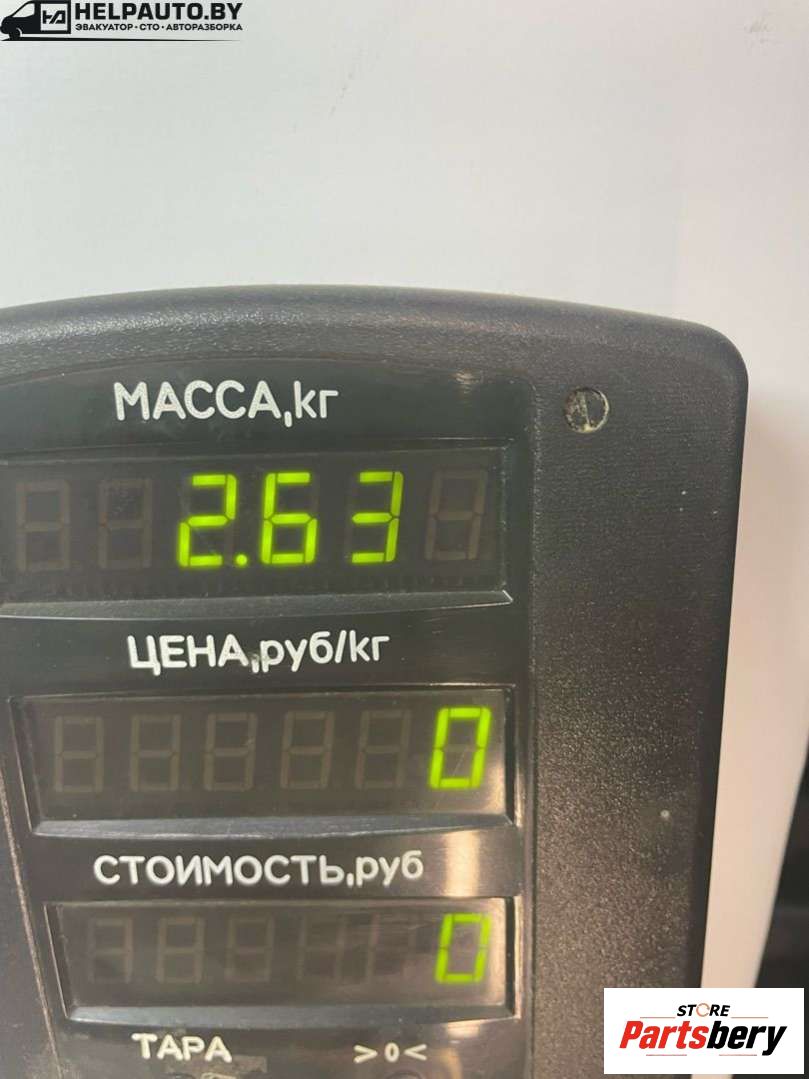 HELPAUTO.BY
ЭВАКУАТОР · СТО · АВТОРАЗБОРКА
МАССА,кг
2.63
ЦЕНА,руб/кг
0
СТОИМОСТЬ,руб
0
ТАРА >0<
STORE
Partsbery